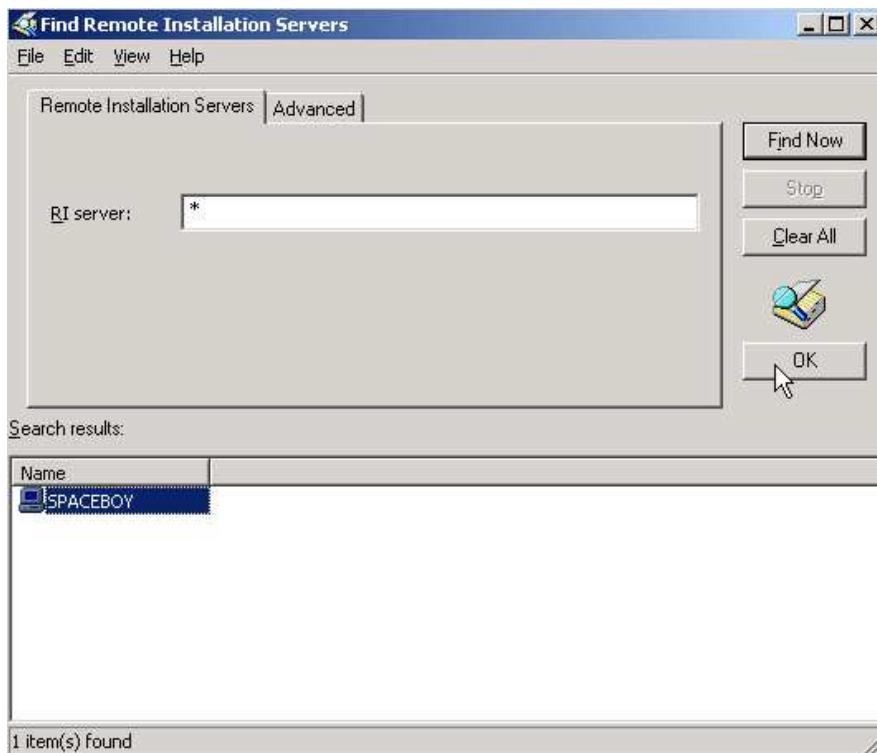 Find Remote Installation Servers
File Edit View Help
Remote Installation Servers Advanced
Find Now
Stop
RI server: *
Clear All
OK
Search results:
Name
SPACEBOY
1 item(s) found